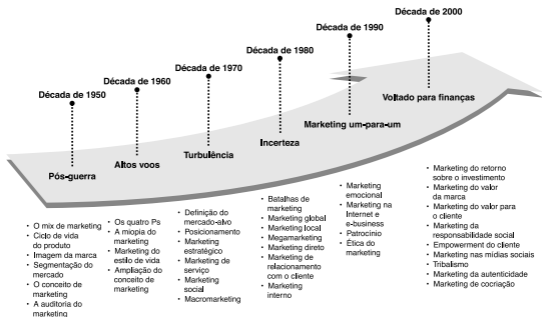 Década de 1950
Década de 1960
Década de 1970
Década de 1980
Década de 1990
Década de 2000
Pós-guerra
Altos voos
Turbulência
Incerteza
Marketing um-para-um
Voltado para finanças
• O mix de marketing
• Ciclo de vida
do produto
• Imagem da marca
• Segmentação do
mercado
• O conceito de
marketing
• A auditoria do
marketing
• Os quatro Ps
• A miopia do
marketing
• Marketing do
estilo de vida
• Ampliação do
conceito de
marketing
• Definição do
mercado-alvo
• Posicionamento
• Marketing
estratégico
• Marketing de
serviço
• Marketing
social
• Macromarketing
• Batalhas de
marketing
• Marketing global
• Marketing local
• Megamarketing
• Marketing direto
• Marketing de
relacionamento
com o cliente
• Marketing
interno
• Marketing
emocional
• Marketing na
Internet e
e-business
• Patrocínio
• Ética do
marketing
• Marketing do retorno
sobre o investimento
• Marketing do valor
da marca
• Marketing do valor para
o cliente
• Marketing da
responsabilidade social
• Empowerment do cliente
• Marketing nas mídias sociais
• Tribalismo
• Marketing da autenticidade
• Marketing de cocriação